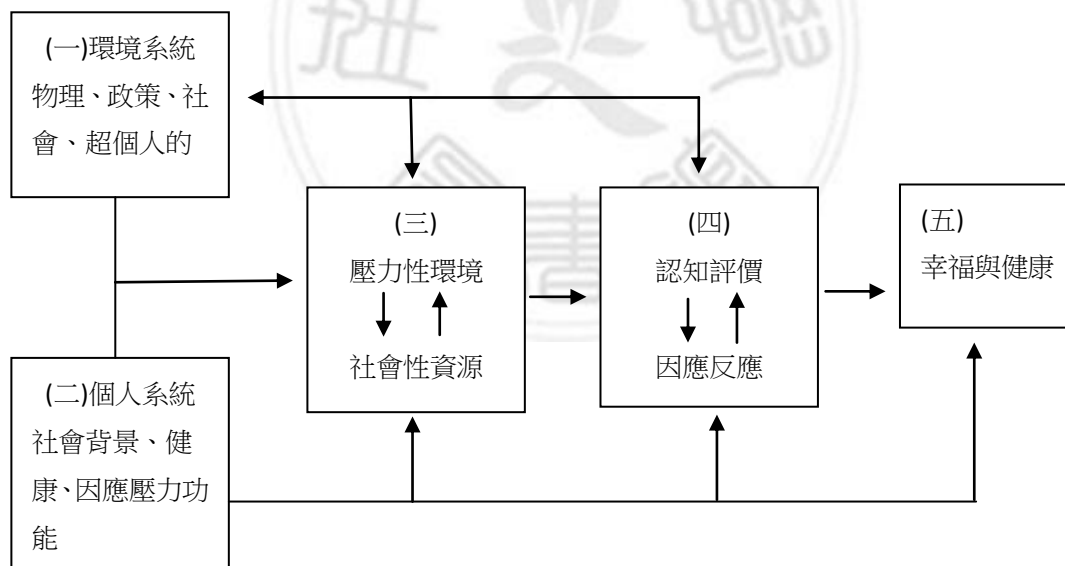 (一)環境系統
物理、政策、社
會、超個人的
(三)
壓力性環境
社會性資源
(四)
認知評價
因應反應
(五)
幸福與健康
(二)個人系統
社會背景、健
康、因應壓力功
能